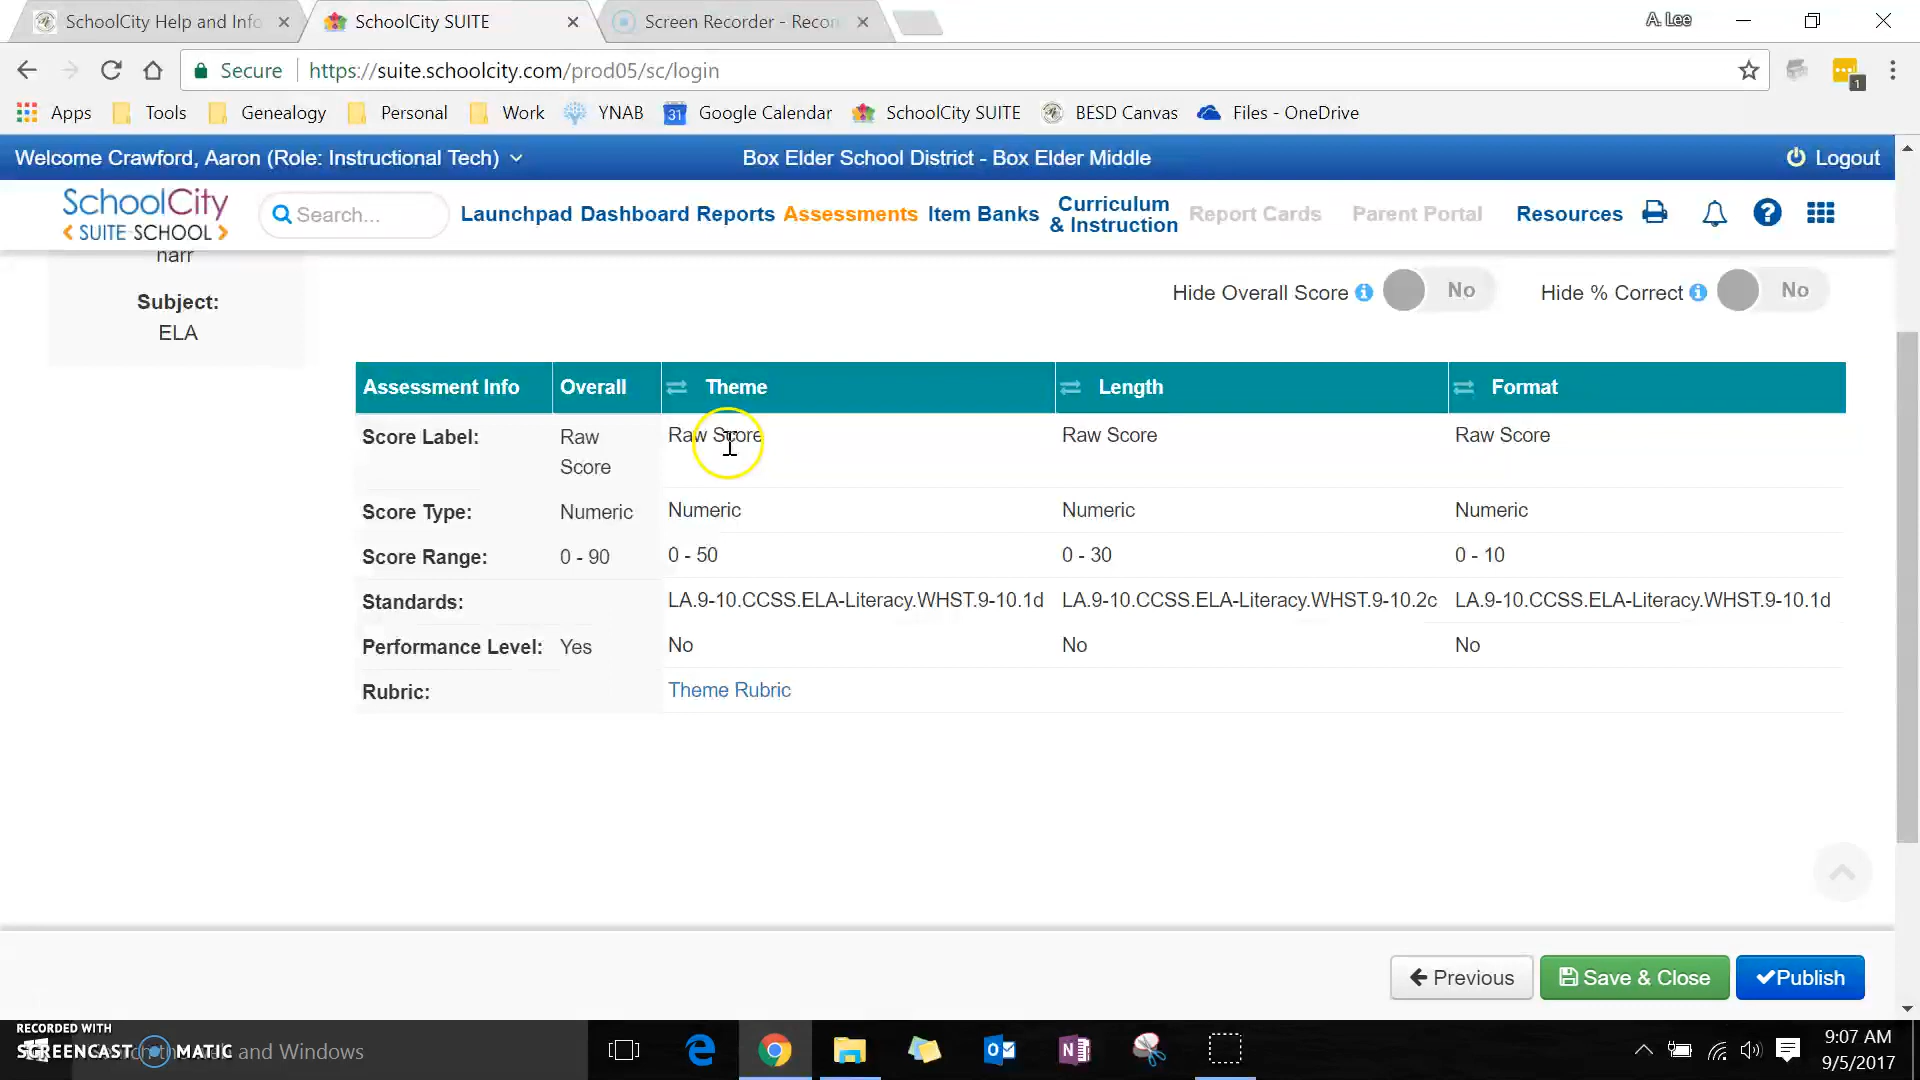 SchoolCity Help and Info
SchoolCity SUITE
Screen Recorder - Recor
A. Lee
Secure
https://suite.schoolcity.com/prod05/sc/login
1
Apps
Tools
Genealogy
Personal
Work
YNAB
31
Google Calendar
SchoolCity SUITE
BESD Canvas
Files - OneDrive
Welcome Crawford, Aaron (Role: Instructional Tech)
Box Elder School District - Box Elder Middle
Logout
SchoolCity
SUITE SCHOOL
Search...
Launchpad
Dashboard
Reports
Assessments
Item Banks
Curriculum
& Instruction
Report Cards
Parent Portal
Resources
narr
Subject:
ELA
Hide Overall Score
No
Hide % Correct
No
Assessment Info
Overall
Theme
Length
Format
Score Label:
Raw
Score
Raw Score
Raw Score
Raw Score
Score Type:
Numeric
Numeric
Numeric
Numeric
Score Range:
0 - 90
0 - 50
0 - 30
0 - 10
Standards:
LA.9-10.CCSS.ELA-Literacy.WHST.9-10.1d
LA.9-10.CCSS.ELA-Literacy.WHST.9-10.2c
LA.9-10.CCSS.ELA-Literacy.WHST.9-10.1d
Performance Level:
Yes
No
No
No
Rubric:
Theme Rubric
Previous
Save & Close
Publish
RECORDED WITH
SCREENCAST MATIC
and Windows
9:07 AM
9/5/2017